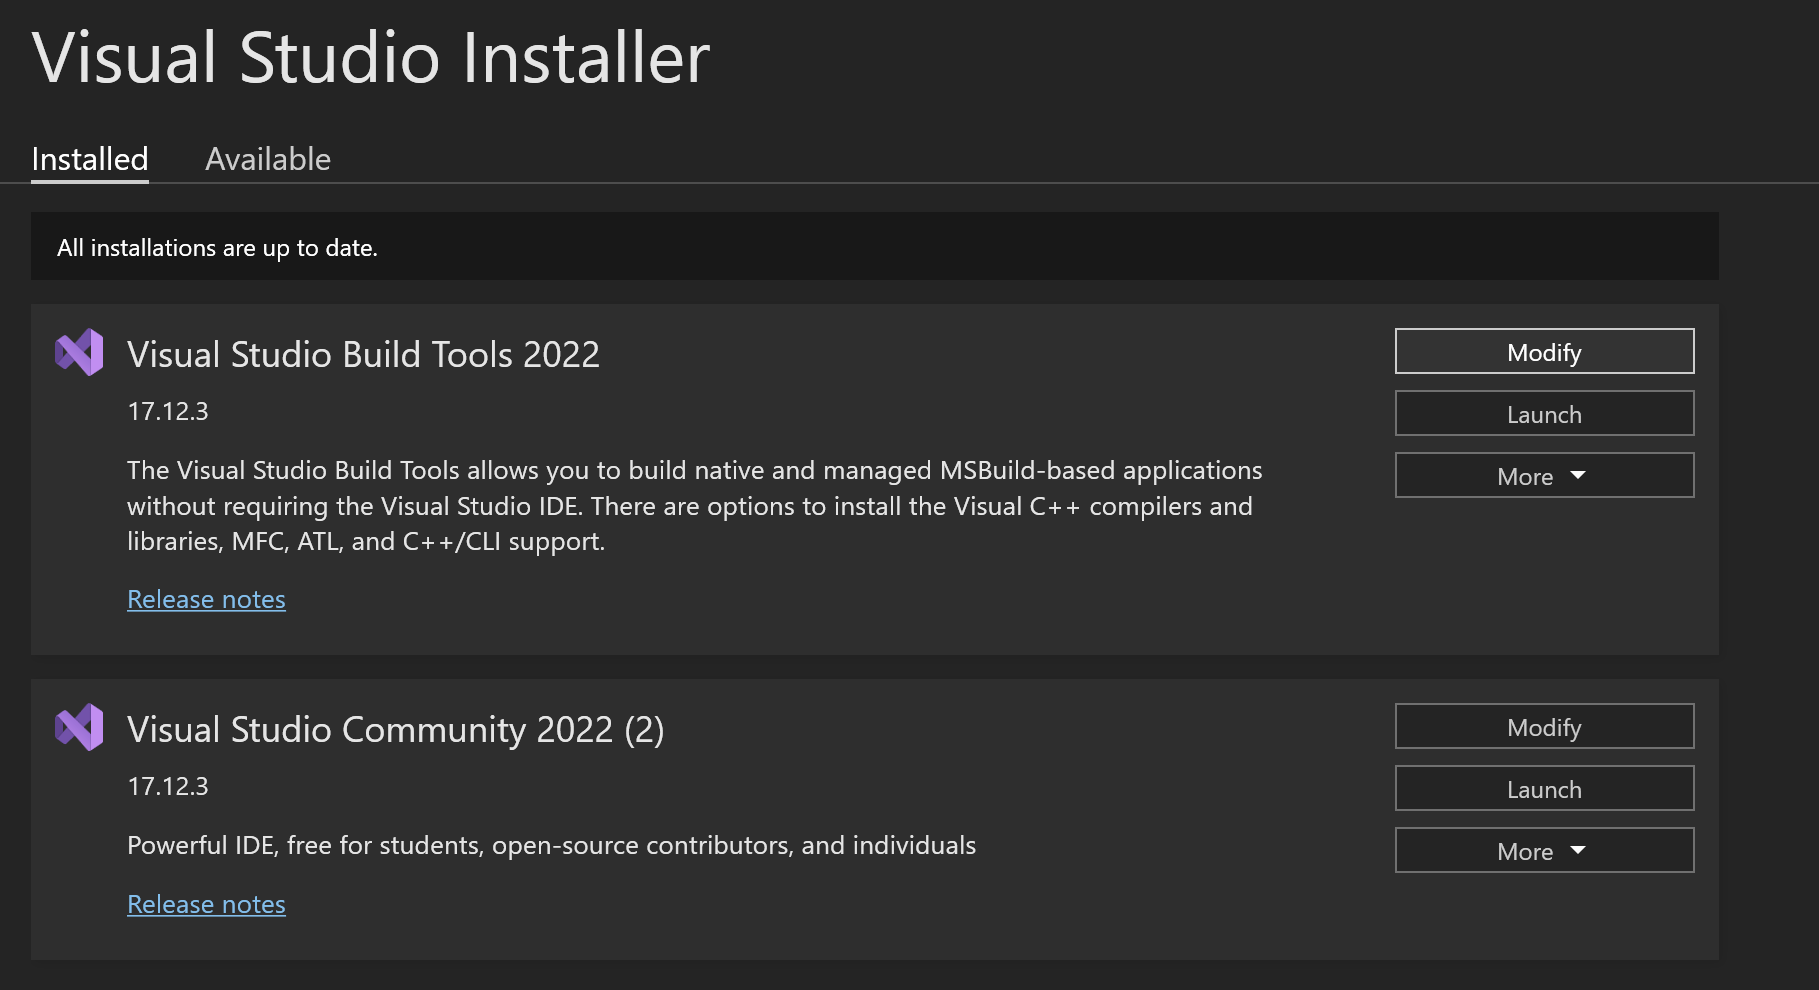 Visual Studio Installer
Installed
Available
All installations are up to date.
Visual Studio Build Tools 2022
17.12.3
The Visual Studio Build Tools allows you to build native and managed MSBuild-based applications
without requiring the Visual Studio IDE. There are options to install the Visual C++ compilers and
libraries, MFC, ATL, and C++/CLI support.
Release notes
Modify
Launch
More
Visual Studio Community 2022 (2)
17.12.3
Powerful IDE, free for students, open-source contributors, and individuals
Release notes
Modify
Launch
More